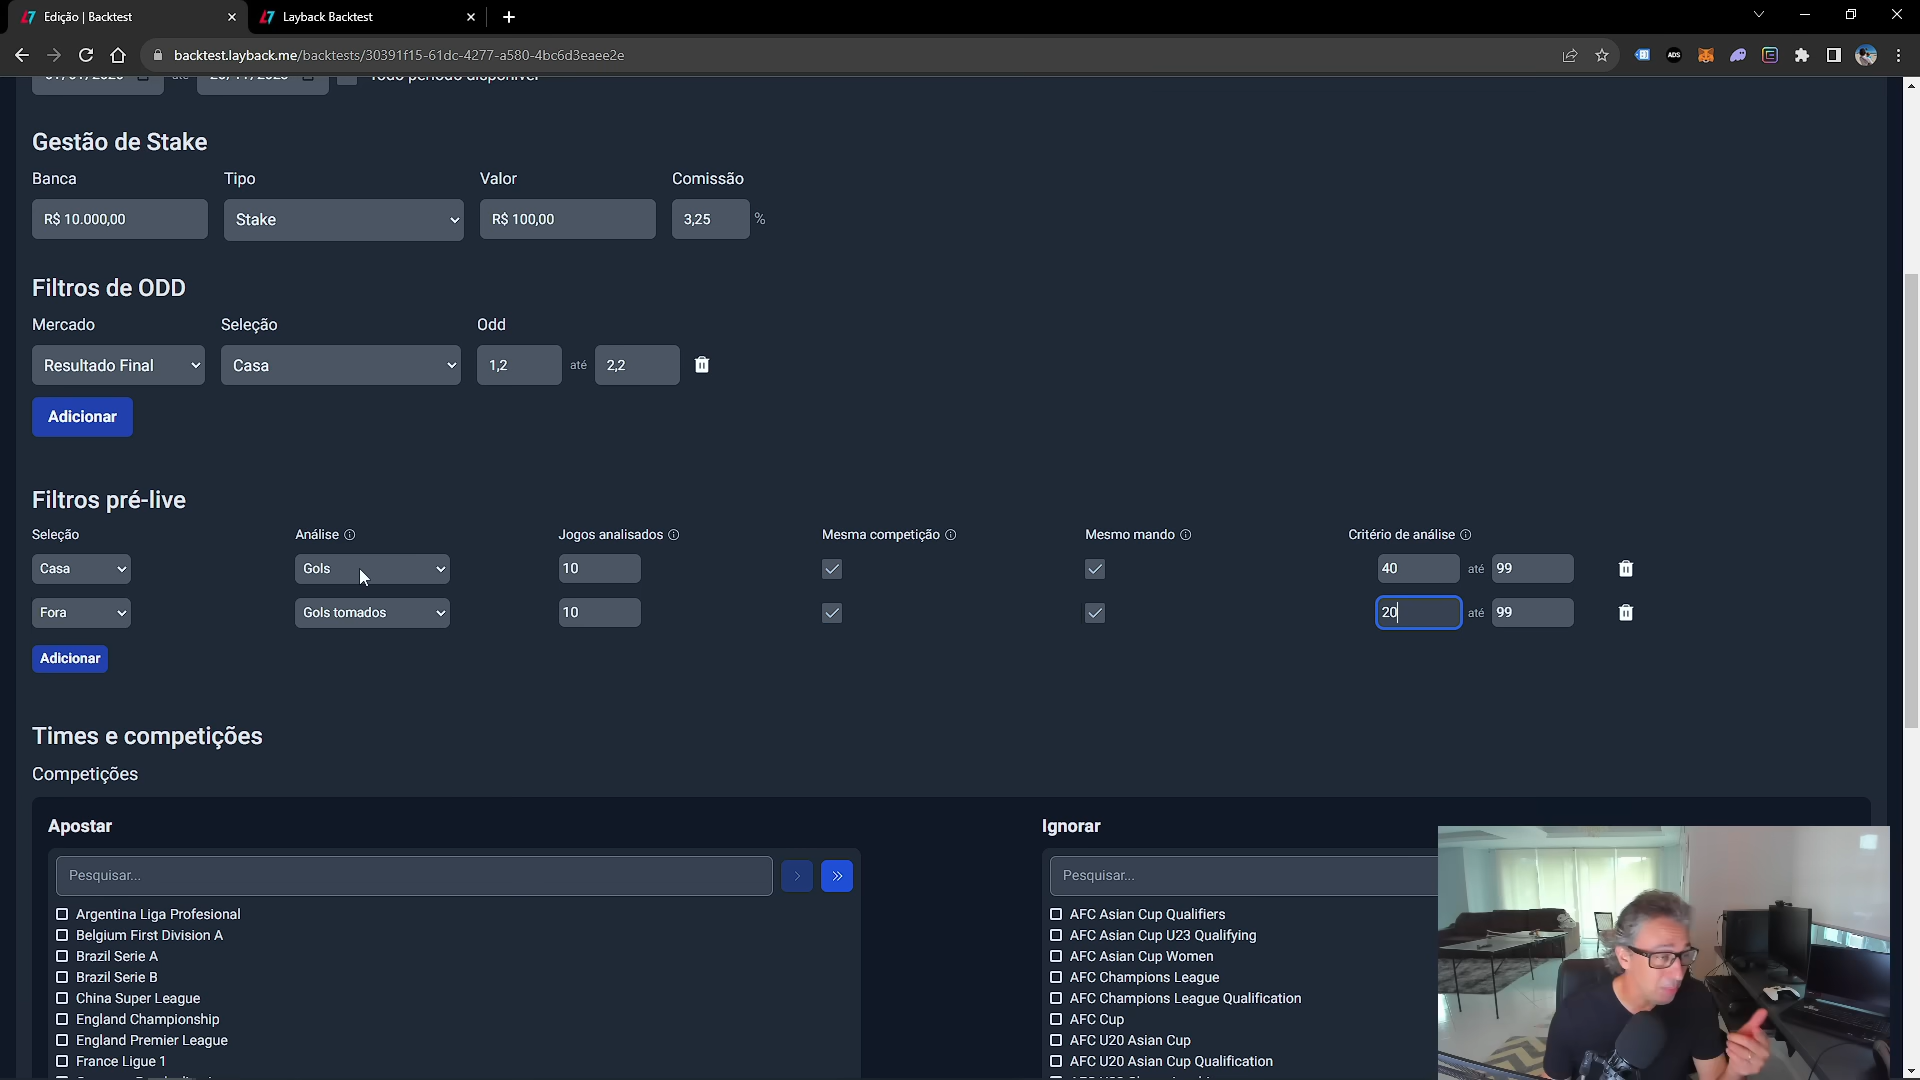 Edição | Backtest
Layback Backtest
backtest.layback.me/backtests/30391f15-61dc-4277-a580-4bc6d3eaee2e
Todo período disponível
Gestão de Stake
Banca
Tipo
Valor
Comissão
R$ 10.000,00
Stake
R$ 100,00
3,25
%
Filtros de ODD
Mercado
Seleção
Odd
Resultado Final
Casa
1,2
até
2,2
Adicionar
Filtros pré-live
Seleção
Análise
Jogos analisados
Mesma competição
Mesmo mando
Critério de análise
Casa
Gols
10
40
até
99
Fora
Gols tomados
10
20
até
99
Adicionar
Times e competições
Competições
Apostar
Ignorar
Pesquisar...
Pesquisar...
Argentina Liga Profesional
AFC Asian Cup Qualifiers
Belgium First Division A
AFC Asian Cup U23 Qualifying
Brazil Serie A
AFC Asian Cup Women
Brazil Serie B
AFC Champions League
China Super League
AFC Champions League Qualification
England Championship
AFC Cup
England Premier League
AFC U20 Asian Cup
France Ligue 1
AFC U20 Asian Cup Qualification